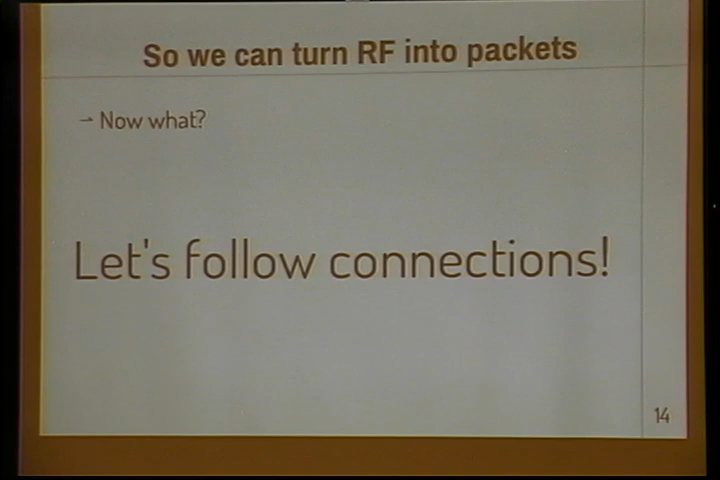 So we can turn RF into packets
→ Now what?
Let's follow connections!
14